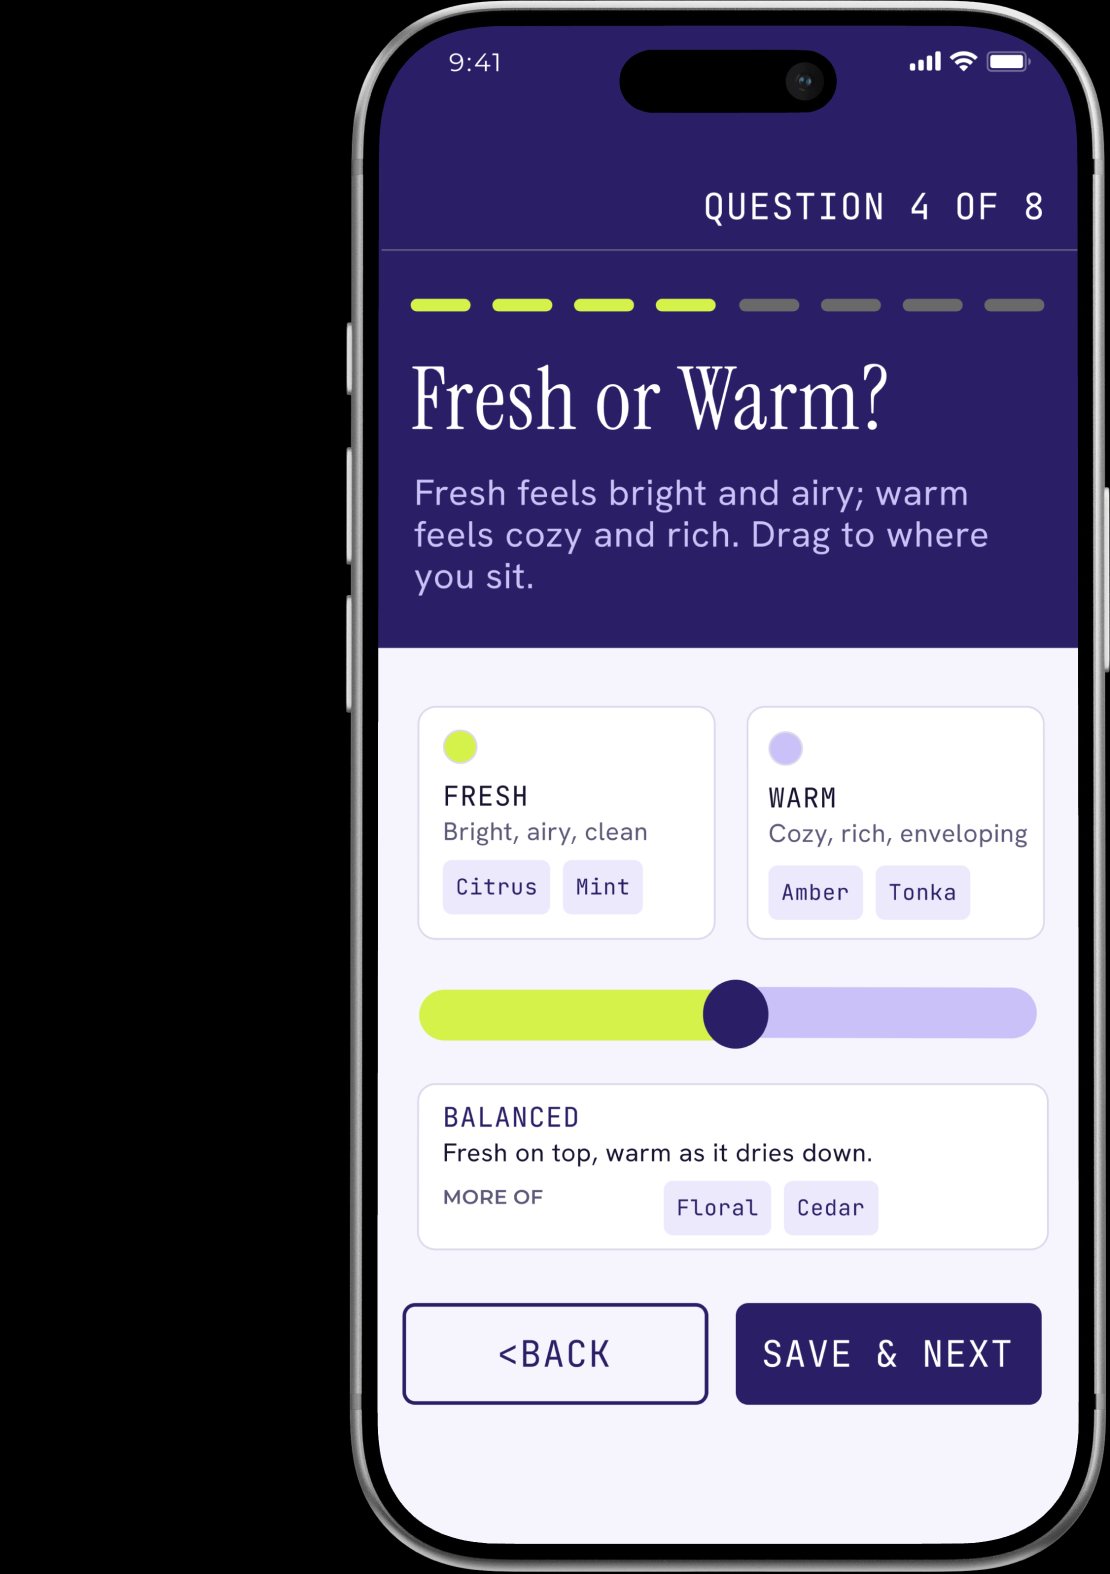 9:41
QUESTION 4 OF 8
Fresh or Warm?
Fresh feels bright and airy; warm
feels cozy and rich. Drag to where
you sit.
FRESH
Bright, airy, clean
Citrus Mint
WARM
Cozy, rich, enveloping
Amber Tonka
BALANCED
Fresh on top, warm as it dries down.
MORE OF Floral Cedar
<BACK
SAVE & NEXT